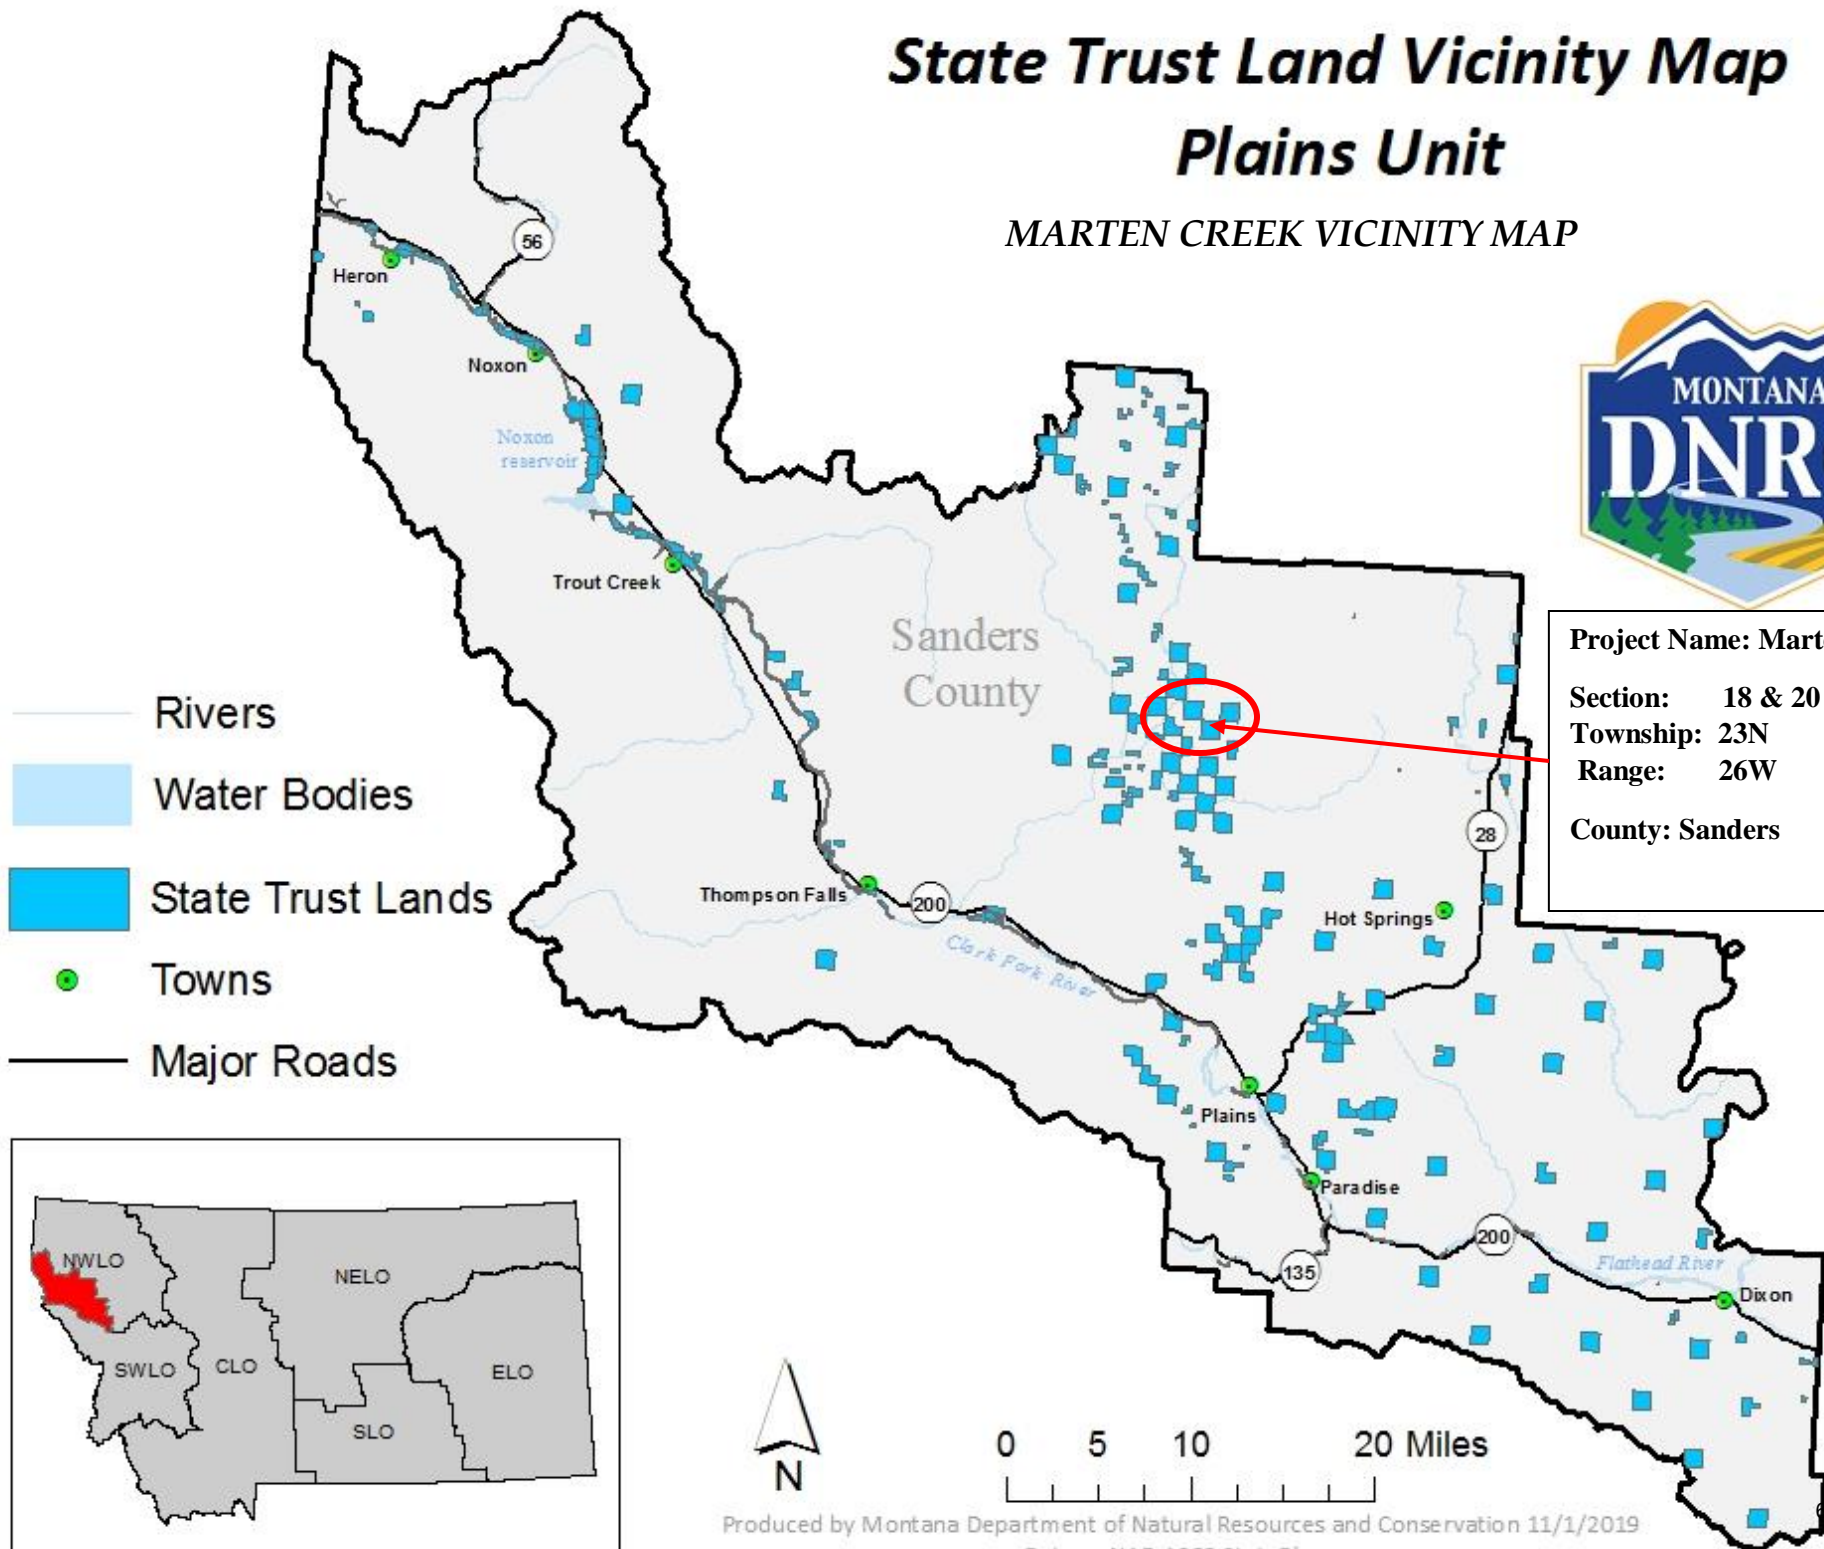 State Trust Land Vicinity Map
Plains Unit
MARTEN CREEK VICINITY MAP
56
Heron
Noxon
Noxon
reservoir
Trout Creek
Sanders
County
MONTANA
DNR
Project Name: Mart
Section: 18 & 20
Township: 23N
Range: 26W
County: Sanders
Rivers
Water Bodies
State Trust Lands
Towns
Major Roads
28
Thompson Falls
200
Hot Springs
Clark Fork River
Plains
Paradise
200
135
Flathead River
Dixon
NWLO
NELO
SWLO
CLO
ELO
SLO
N
0 5 10 20 Miles
Produced by Montana Department of Natural Resources and Conservation 11/1/2019